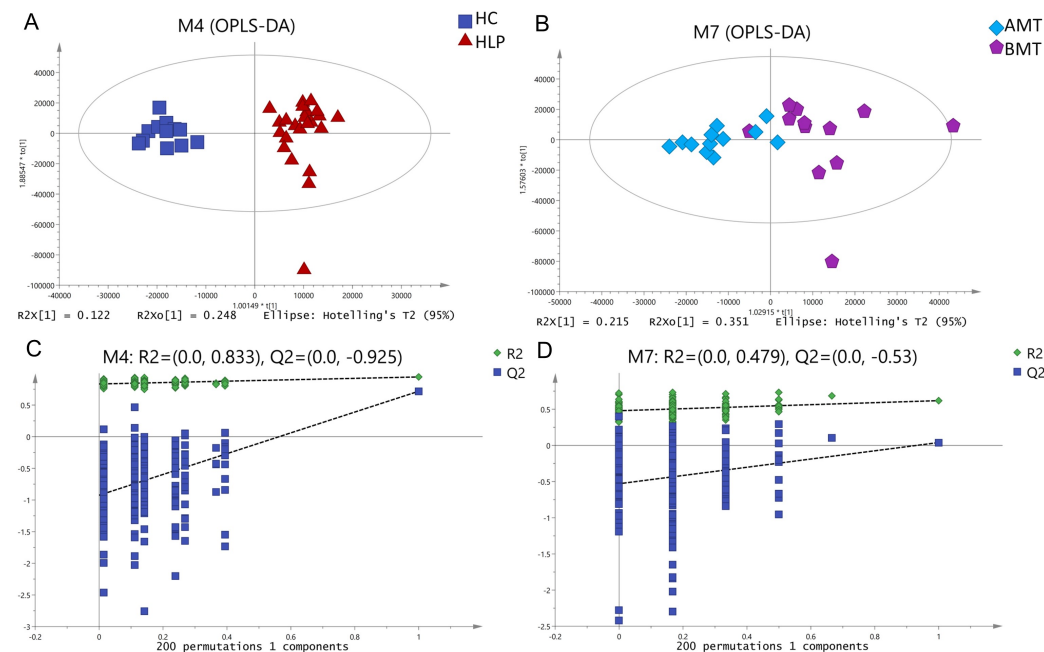 A
M4 (OPLS-DA)
HC
HLP
40000
20000
0
-20000
-40000
-60000
-80000
-100000
1.88547 * to[1]
-40000 -30000 -20000 -10000 0 10000 20000 30000
1.00149 * t[1]
R2X[1] = 0.122 R2Xo[1] = 0.248 Ellipse: Hotelling's T2 (95%)
B
M7 (OPLS-DA)
AMT
BMT
40000
20000
0
-20000
-40000
-60000
-80000
-100000
1.57603 * to[1]
-50000 -40000 -30000 -20000 -10000 0 10000 20000 30000 40000
1.02915 * t[1]
R2X[1] = 0.215 R2Xo[1] = 0.351 Ellipse: Hotelling's T2 (95%)
C
M4: R2=(0.0, 0.833), Q2=(0.0, -0.925)
R2
Q2
0.5
0
-0.5
-1
-1.5
-2
-2.5
-3
-0.2 0 0.2 0.4 0.6 0.8 1
200 permutations 1 components
D
M7: R2=(0.0, 0.479), Q2=(0.0, -0.53)
R2
Q2
0.5
0
-0.5
-1
-1.5
-2
-2.5
-0.2 0 0.2 0.4 0.6 0.8 1
200 permutations 1 components